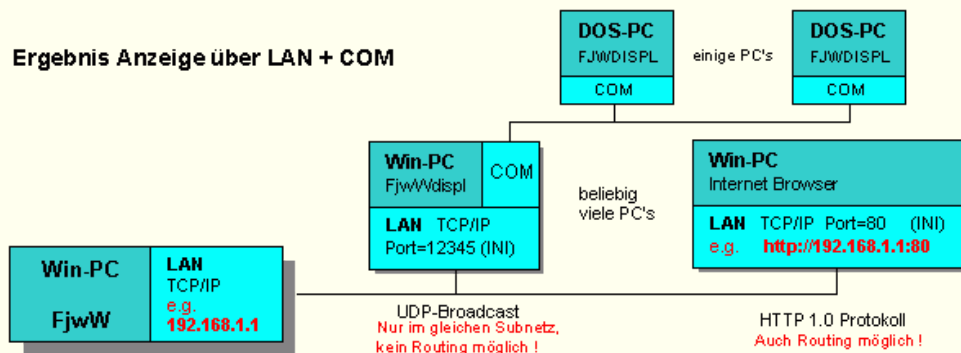 Ergebnis Anzeige über LAN + COM
DOS-PC
FJWDISPL
COM
einige PC's
DOS-PC
FJWDISPL
COM
Win-PC
FjwWdispl
COM
LAN TCP/IP
Port=12345 (INI)
beliebig
viele PC's
Win-PC
Internet Browser
LAN TCP/IP Port=80 (INI)
e.g. http://192.168.1.1:80
Win-PC
FjwW
LAN
TCP/IP
e.g.
192.168.1.1
UDP-Broadcast
Nur im gleichen Subnetz,
kein Routing möglich !
HTTP 1.0 Protokoll
Auch Routing möglich !